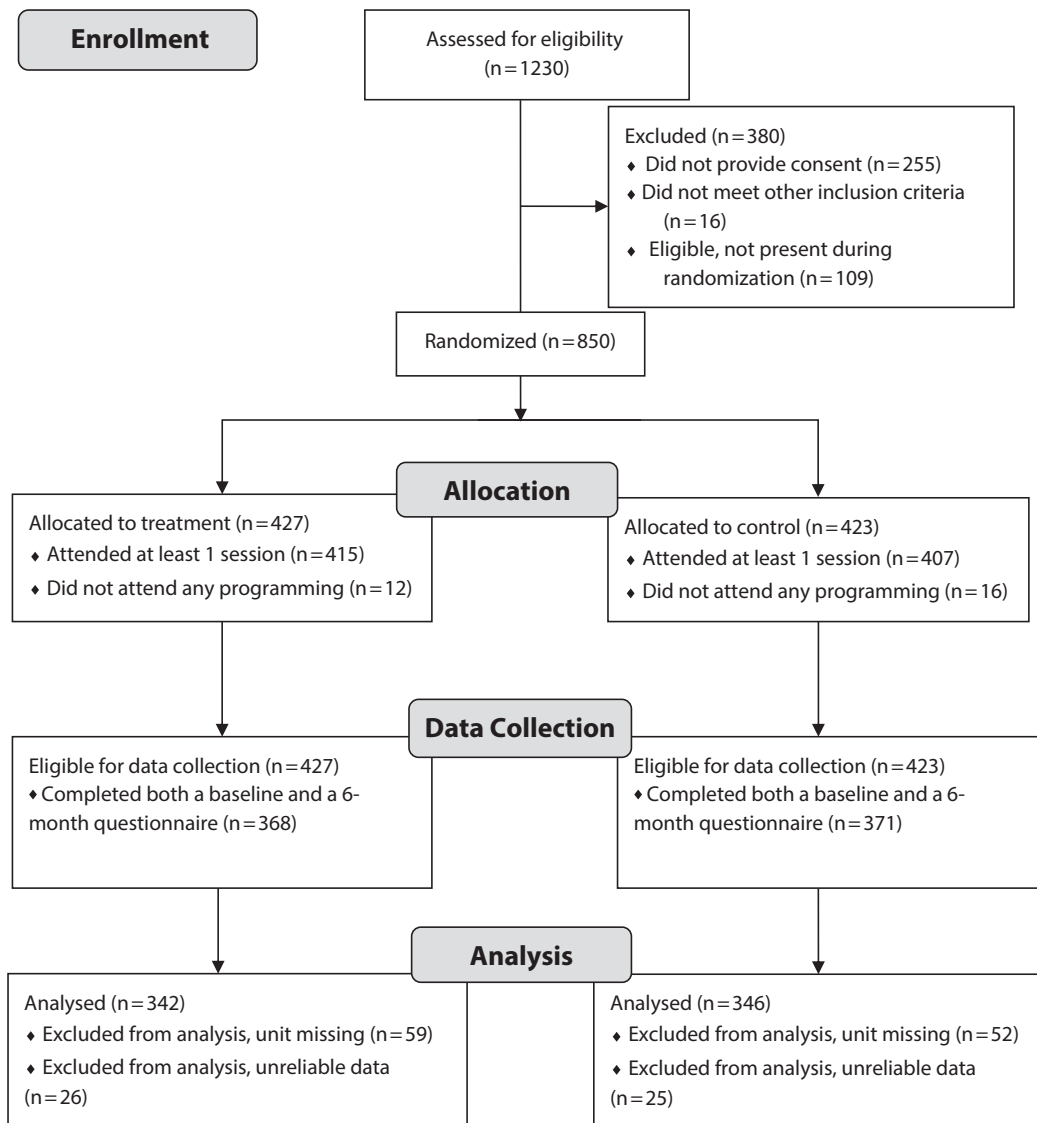 Enrollment
Assessed for eligibility
(n=1230)
Excluded (n=380)
♦ Did not provide consent (n=255)
♦ Did not meet other inclusion criteria
(n=16)
♦ Eligible, not present during
randomization (n=109)
Randomized (n=850)
Allocation
Allocated to treatment (n=427)
♦ Attended at least 1 session (n=415)
♦ Did not attend any programming (n=12)
Allocated to control (n=423)
♦ Attended at least 1 session (n=407)
♦ Did not attend any programming (n=16)
Data Collection
Eligible for data collection (n=427)
♦ Completed both a baseline and a 6-
month questionnaire (n=368)
Eligible for data collection (n=423)
♦ Completed both a baseline and a 6-
month questionnaire (n=371)
Analysis
Analysed (n=342)
♦ Excluded from analysis, unit missing (n=59)
♦ Excluded from analysis, unreliable data
(n=26)
Analysed (n=346)
♦ Excluded from analysis, unit missing (n=52)
♦ Excluded from analysis, unreliable data
(n=25)